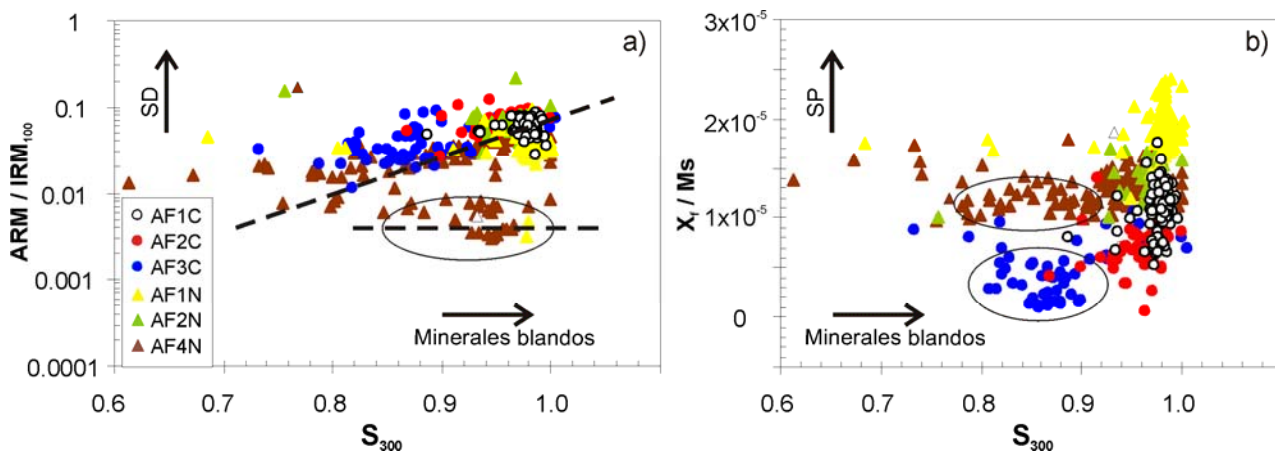 a)
1
0.1
0.01
0.001
0.0001
ARM / IRM₁₀₀
SD
AF1C
AF2C
AF3C
AF1N
AF2N
AF4N
Minerales blandos
0.6 0.7 0.8 0.9 1.0
S₃₀₀
b)
3x10⁻⁵
2x10⁻⁵
1x10⁻⁵
0
X_f / Ms
SP
Minerales blandos
0.6 0.7 0.8 0.9 1.0
S₃₀₀